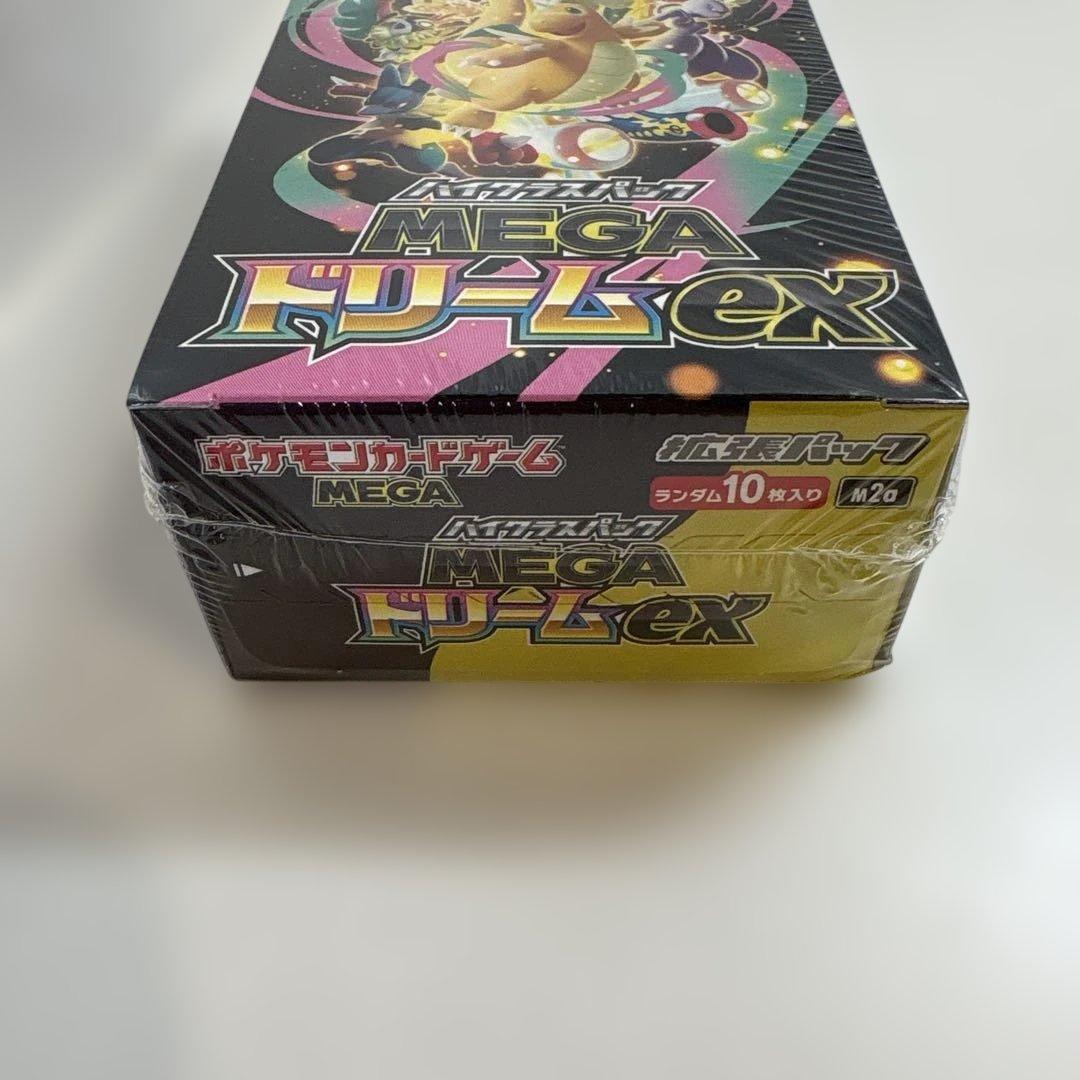 ハイクラスパック
MEGA
ドリームex
ポケモンカードゲーム
MEGA
拡張パック
ランダム10枚入り
M2a
ハイクラスパック
MEGA
ドリームex